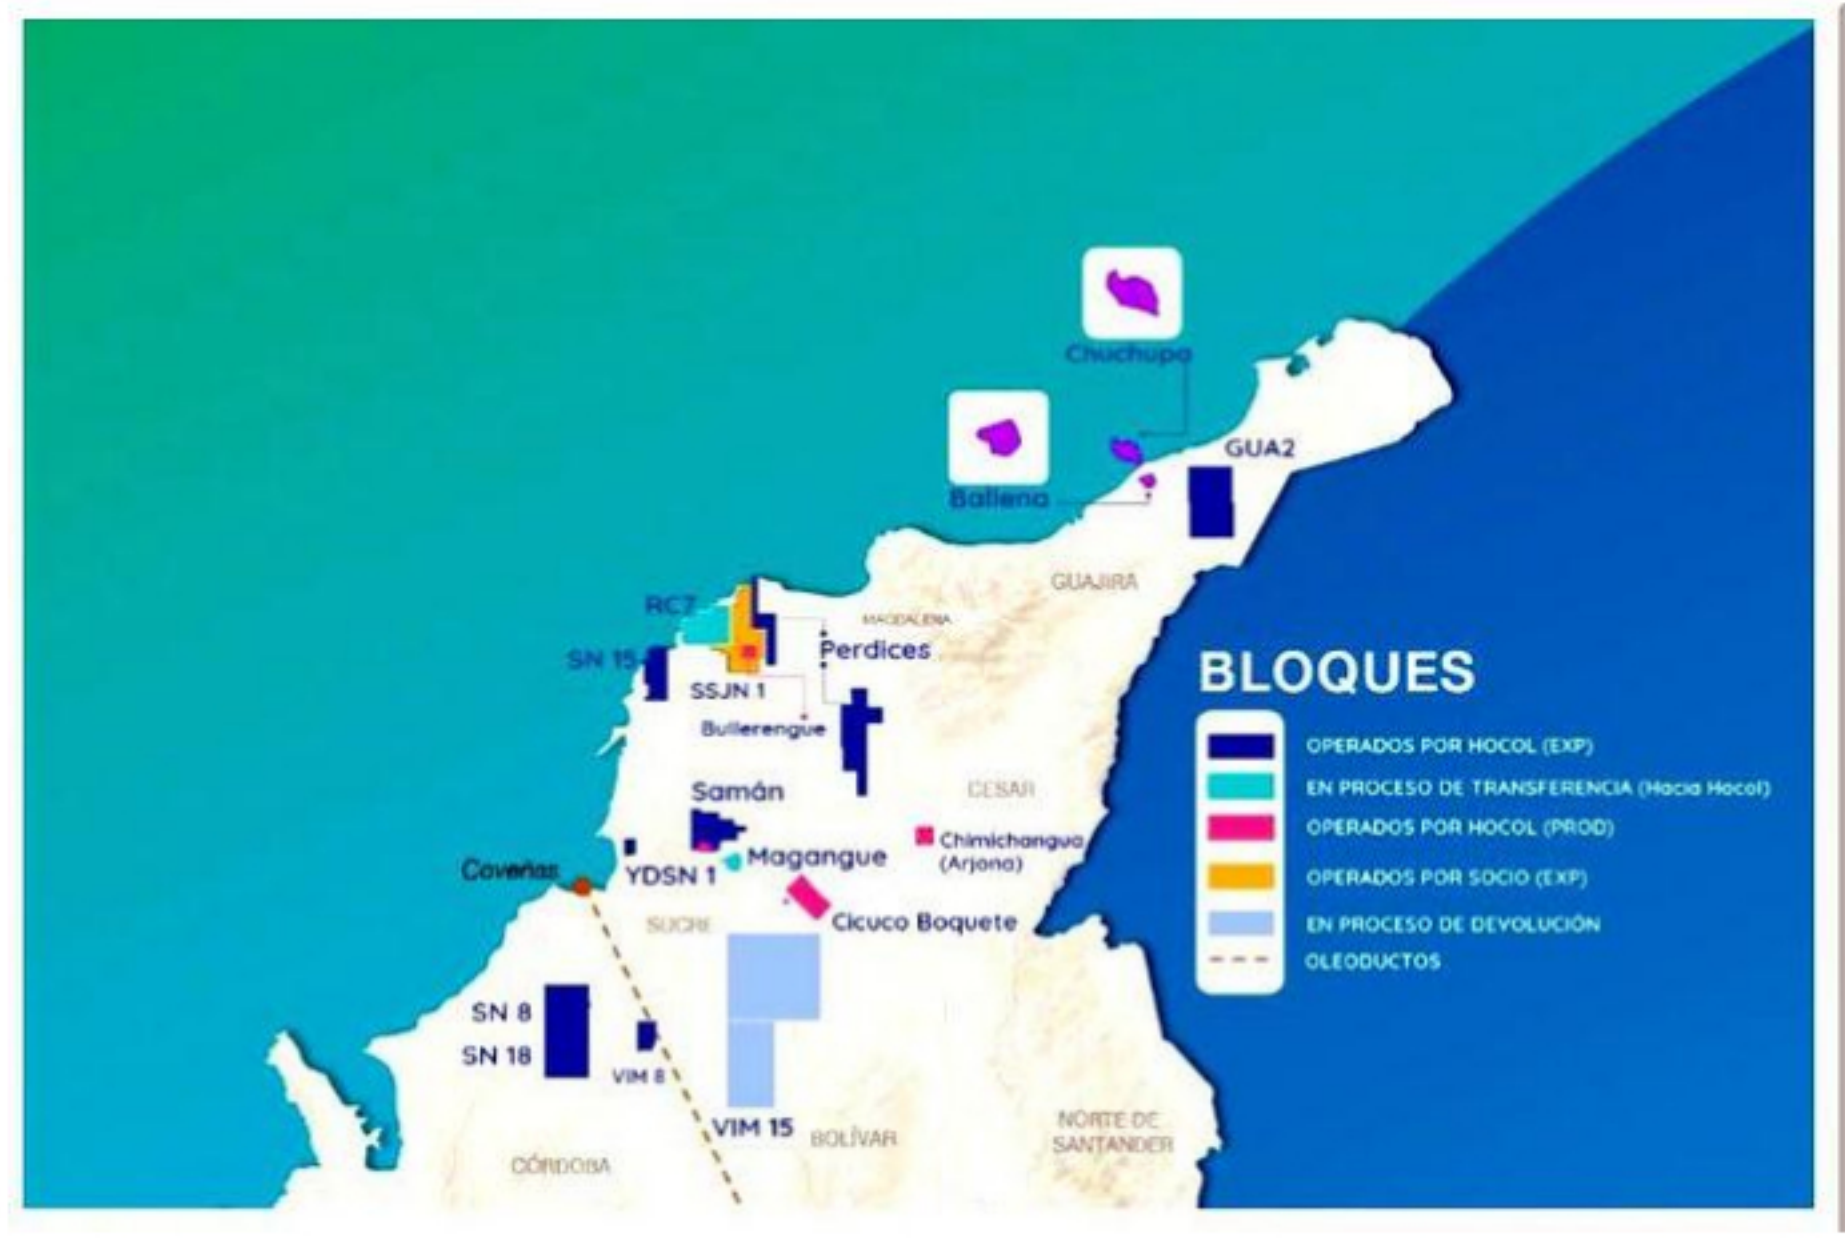 Chuchupa
GUA2
Ballena
GUAJIRA
RC7
MAGDALENA
Perdices
SN 15
SSJN 1
Bullerengue
BLOQUES
OPERADOS POR HOCOL (EXP)
EN PROCESO DE TRANSFERENCIA (Hacia Hocol)
OPERADOS POR HOCOL (PROD)
OPERADOS POR SOCIO (EXP)
EN PROCESO DE DEVOLUCIÓN
OLEODUCTOS
Samán
CESAR
Chimichangua
(Arjona)
Magangue
YDSN 1
Coveñas
SUCRE
Cicuco Boquete
SN 8
SN 18
VIM 8
VIM 15
BOLÍVAR
NORTE DE
SANTANDER
CÓRDOBA